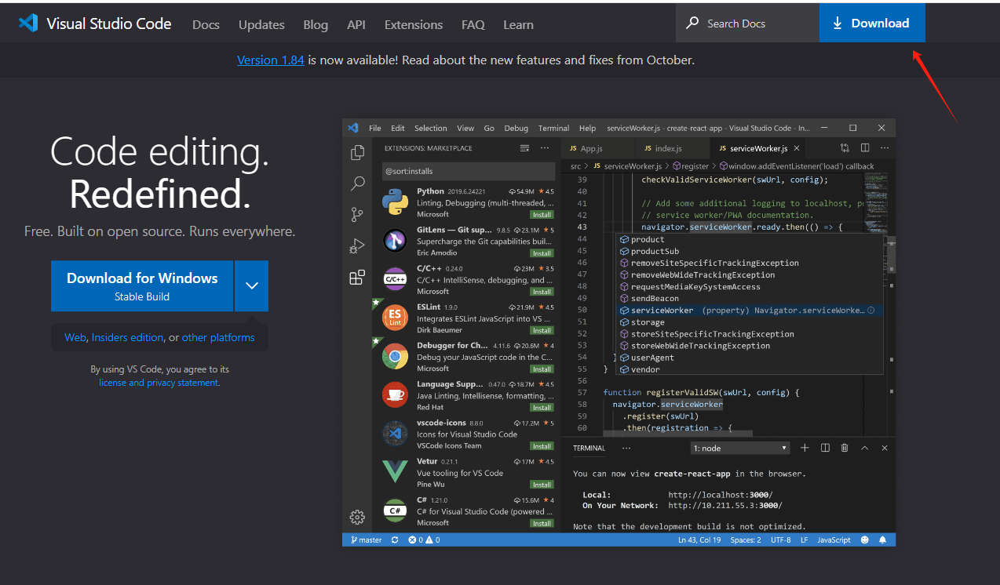 Visual Studio Code Docs Updates Blog API Extensions FAQ Learn Search Docs Download
Version 1.84 is now available! Read about the new features and fixes from October.
Code editing.
Redefined.
Free. Built on open source. Runs everywhere.
Download for Windows
Stable Build
Web, Insiders edition, or other platforms
By using VS Code, you agree to its
license and privacy statement.
File Edit Selection View Go Debug Terminal Help serviceWorker.js - create-react-app - Visual Studio Code - In...
EXTENSIONS: MARKETPLACE
@sort:installs
Python 2019.6.24221 54.9M 4.5
Linting, Debugging (multi-threaded, ...
Microsoft Install
GitLens — Git sup... 9.8.5 23.1M 5
Supercharge the Git capabilities buil...
Eric Amodio Install
C/C++ C/C++ 0.24.0 23M 3.5
C/C++ IntelliSense, debugging, and ...
Microsoft Install
ES Lint ESLint 1.9.0 21.9M 4.5
Integrates ESLint JavaScript into VS ...
Dirk Baeumer Install
Debugger for Ch... 4.11.6 20.6M 4
Debug your JavaScript code in the C...
Microsoft Install
Language Supp... 0.47.0 18.7M 4.5
Java Linting, Intellisense, formatting, ...
Red Hat Install
vscode-icons 8.8.0 17.2M 5
Icons for Visual Studio Code
VSCode Icons Team Install
Vetur 0.21.1 17M 4.5
Vue tooling for VS Code
Pine Wu Install
C# C# 1.21.0 15.6M 4
C# for Visual Studio Code (powered ...
Microsoft Install
JS App.js JS index.js JS serviceWorker.js
src > JS serviceWorker.js > register > window.addEventListener('load') callback
39 checkValidServiceWorker(swUrl, config);
40
41 // Add some additional logging to localhost, po
42 // service worker/PWA documentation.
43 navigator.serviceWorker.ready.then(() => {
44 product
45 productSub
46 removeSiteSpecificTrackingException
47 removeWebWideTrackingException
48 requestMediaKeySystemAccess
49 sendBeacon
50 serviceWorker (property) Navigator.serviceWorke...
51 storage
52 storeSiteSpecificTrackingException
53 storeWebWideTrackingException
54 } userAgent
55 } vendor
56
57 function registerValidSW(swUrl, config) {
58 navigator.serviceWorker
59 .register(swUrl)
60 .then(registration => {
TERMINAL ... 1: node
You can now view create-react-app in the browser.
Local: http://localhost:3000/
On Your Network: http://10.211.55.3:3000/
Note that the development build is not optimized.
master 0 0 Ln 43, Col 19 Spaces: 2 UTF-8 LF JavaScript